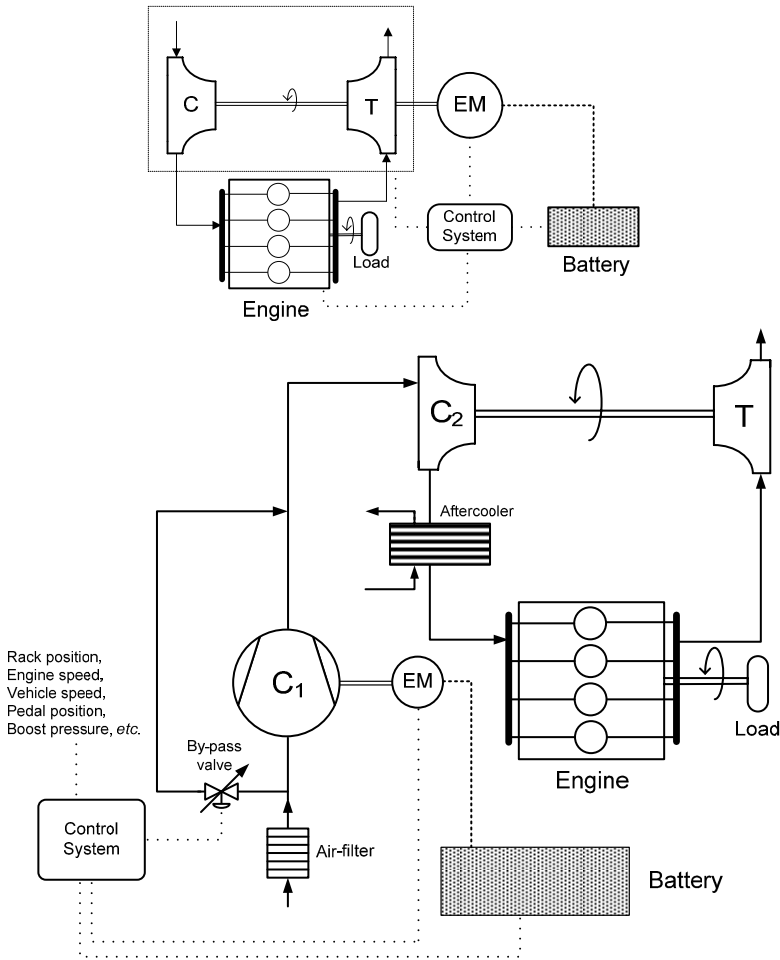 C
T
EM
Control
System
Battery
Load
Engine
C2
T
Aftercooler
Rack position,
Engine speed,
Vehicle speed,
Pedal position,
Boost pressure, etc.
C1
EM
By-pass
valve
Load
Engine
Control
System
Air-filter
Battery